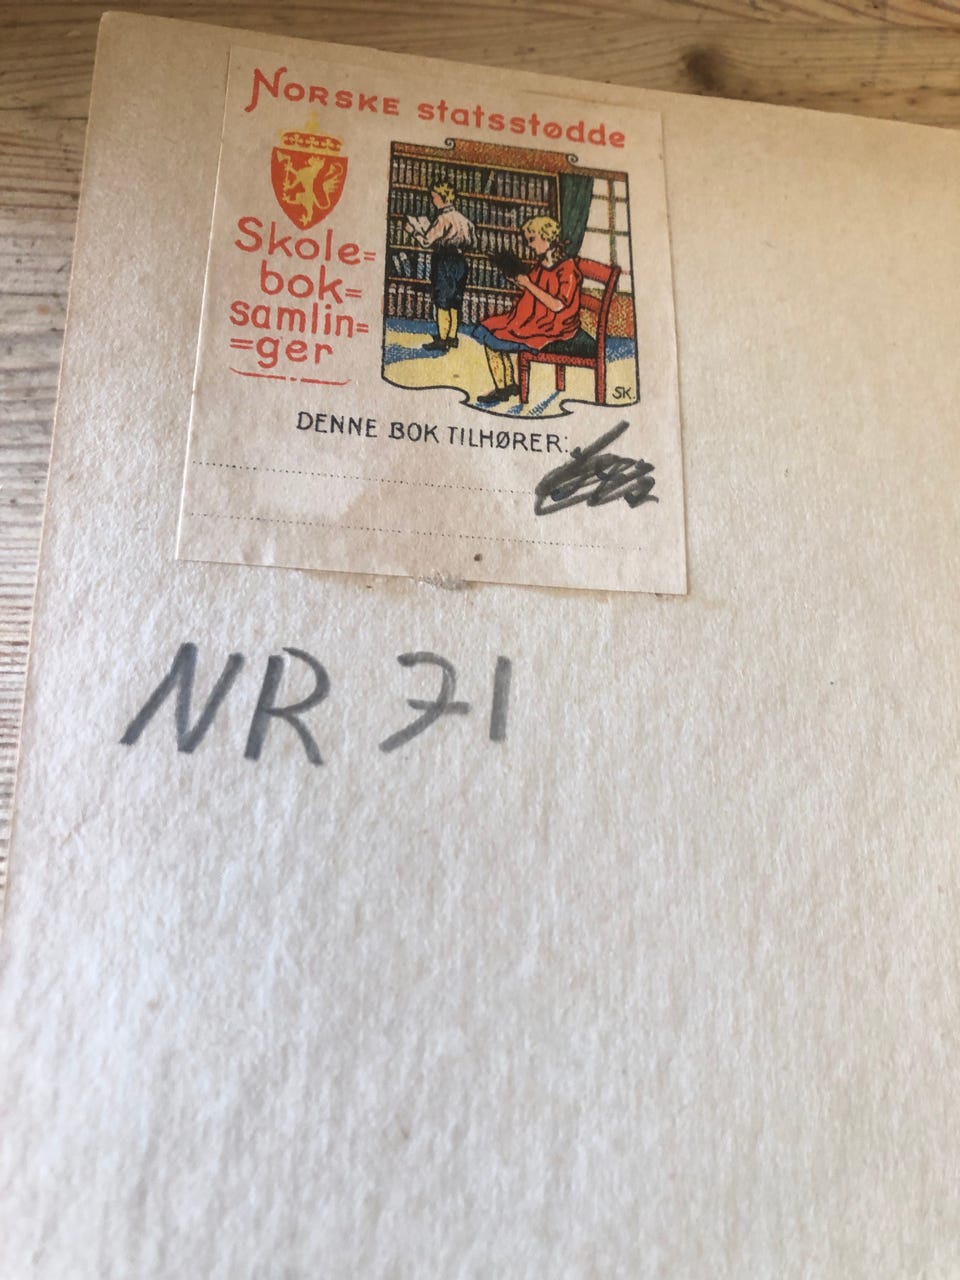 NORSKE statsstødde
Skole=
bok=
samlin=
=ger
SK.
DENNE BOK TILHØRER:
NR 71